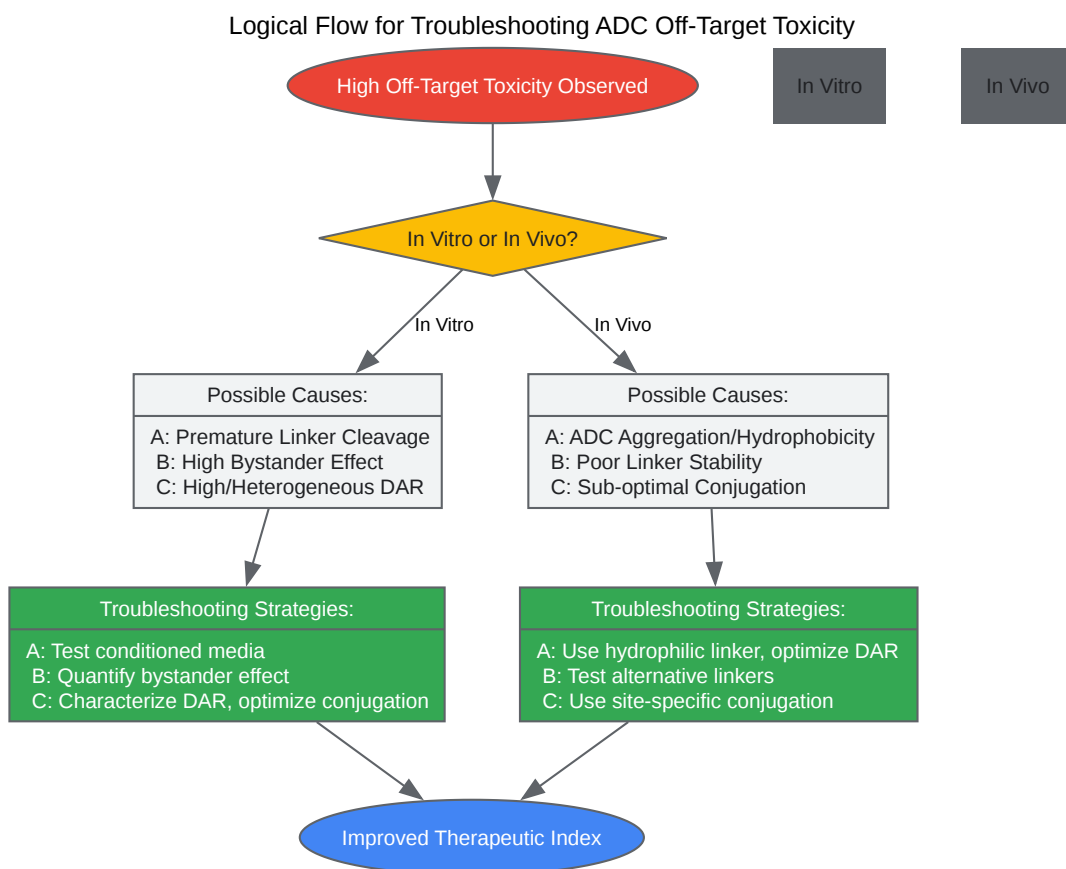 Logical Flow for Troubleshooting ADC Off-Target Toxicity
High Off-Target Toxicity Observed
In Vitro
In Vivo
In Vitro or In Vivo?
In Vitro
In Vivo
Possible Causes:
A: Premature Linker Cleavage
B: High Bystander Effect
C: High/Heterogeneous DAR
Possible Causes:
A: ADC Aggregation/Hydrophobicity
B: Poor Linker Stability
C: Sub-optimal Conjugation
Troubleshooting Strategies:
A: Test conditioned media
B: Quantify bystander effect
C: Characterize DAR, optimize conjugation
Troubleshooting Strategies:
A: Use hydrophilic linker, optimize DAR
B: Test alternative linkers
C: Use site-specific conjugation
Improved Therapeutic Index